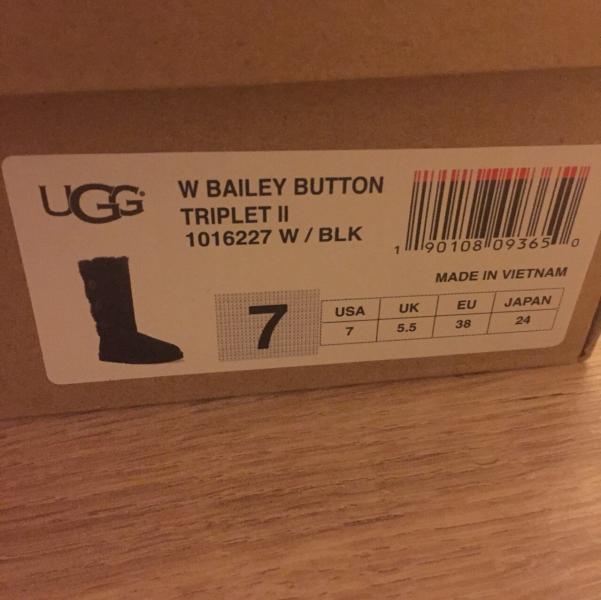 UGG
W BAILEY BUTTON
TRIPLET II
1016227 W / BLK
1 90108 09365 0
MADE IN VIETNAM
7
USA UK EU JAPAN
7 5.5 38 24